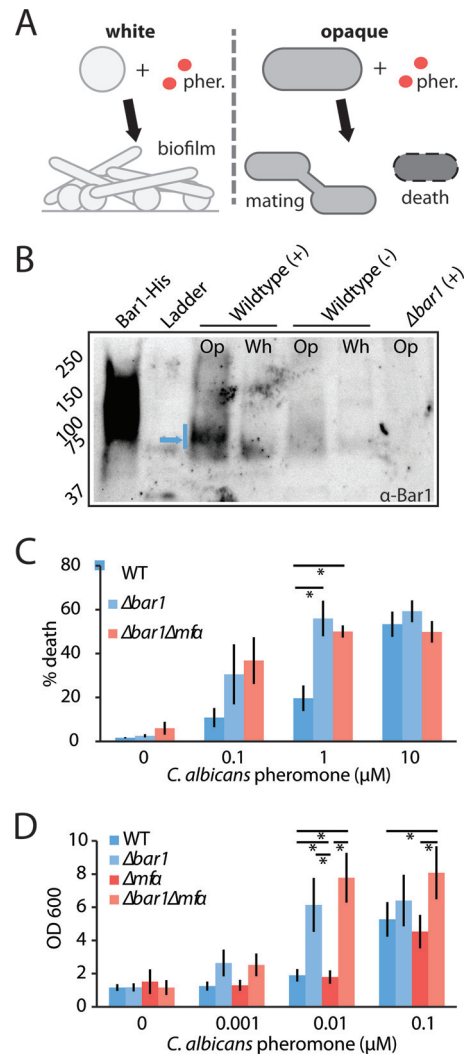 A
white
opaque
+
pher.
+
pher.
biofilm
mating
death
B
Bar1-His
Ladder
Wildtype (+)
Wildtype (-)
Δbar1 (+)
Op Wh Op Wh Op
250
150
100
75
37
α-Bar1
C
% death
80
60
40
20
0
WT
Δbar1
Δbar1Δmfα
*
*
0 0.1 1 10
C. albicans pheromone (μM)
D
OD 600
10
8
6
4
2
0
WT
Δbar1
Δmfα
Δbar1Δmfα
*
* *
*
*
*
0 0.001 0.01 0.1
C. albicans pheromone (μM)